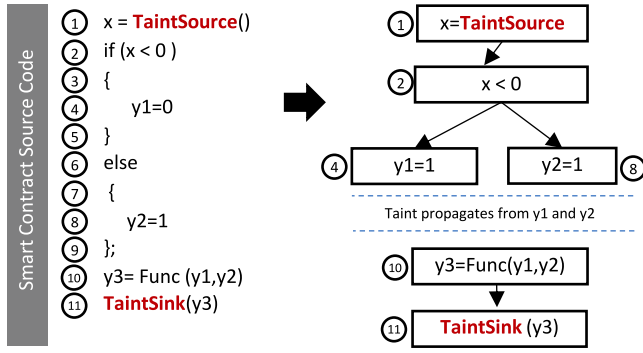 Smart Contract Source Code
1 x = TaintSource()
2 if (x < 0 )
3 {
4 y1=0
5 }
6 else
7 {
8 y2=1
9 };
10 y3= Func (y1,y2)
11 TaintSink(y3)
1 x=TaintSource
2 x < 0
4 y1=1
y2=1 8
Taint propagates from y1 and y2
10 y3=Func(y1,y2)
11 TaintSink (y3)